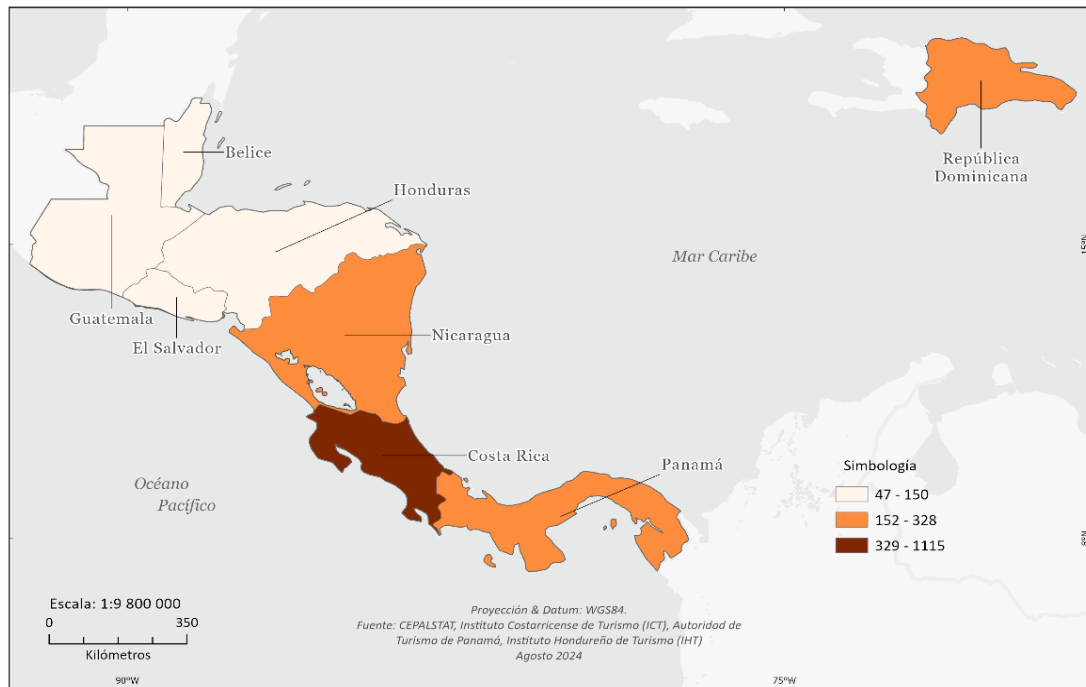 Belice
Honduras
República
Dominicana
Mar Caribe
15°N
Guatemala
El Salvador
Nicaragua
Costa Rica
Panamá
Océano
Pacífico
Simbología
47 - 150
152 - 328
329 - 1115
8°N
Escala: 1:9 800 000
0 350
Kilómetros
Proyección & Datum: WGS84.
Fuente: CEPALSTAT, Instituto Costarricense de Turismo (ICT), Autoridad de
Turismo de Panamá, Instituto Hondureño de Turismo (IHT)
Agosto 2024
90°W
75°W